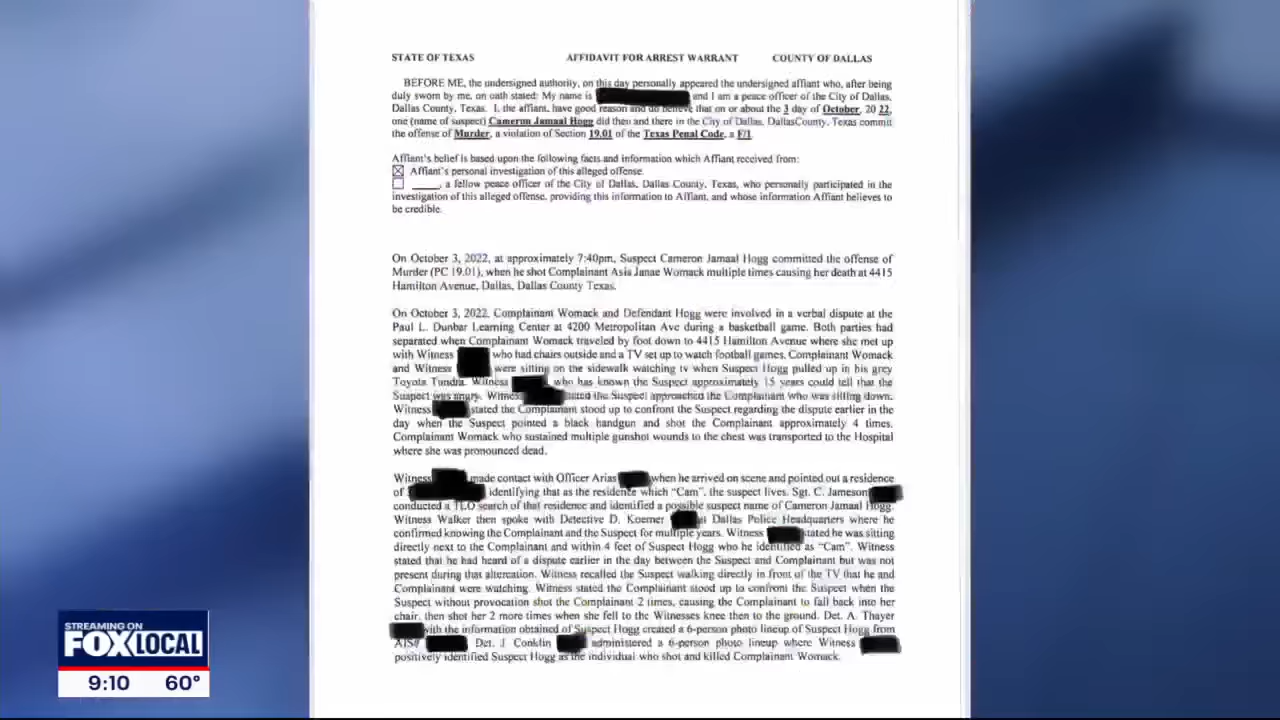 STATE OF TEXAS AFFIDAVIT FOR ARREST WARRANT COUNTY OF DALLAS
BEFORE ME, the undersigned authority, on this day personally appeared the undersigned affiant who, after being
duly sworn by me, on oath stated: My name is and I am a peace officer of the City of Dallas,
Dallas County, Texas. I, the affiant, have good reason and do believe that on or about the 3 day of October, 20 22,
one (name of suspect) Cameron Jamaal Hogg did then and there in the City of Dallas, DallasCounty, Texas commit
the offense of Murder, a violation of Section 19.01 of the Texas Penal Code, a F/1.
Affiant's belief is based upon the following facts and information which Affiant received from:
Affiant's personal investigation of this alleged offense.
_____, a fellow peace officer of the City of Dallas, Dallas County, Texas, who personally participated in the
investigation of this alleged offense, providing this information to Affiant, and whose information Affiant believes to
be credible.
On October 3, 2022, at approximately 7:40pm, Suspect Cameron Jamaal Hogg committed the offense of
Murder (PC 19.01), when he shot Complainant Asia Janae Womack multiple times causing her death at 4415
Hamilton Avenue, Dallas, Dallas County Texas.
On October 3, 2022, Complainant Womack and Defendant Hogg were involved in a verbal dispute at the
Paul L. Dunbar Learning Center at 4200 Metropolitan Ave during a basketball game. Both parties had
separated when Complainant Womack traveled by foot down to 4415 Hamilton Avenue where she met up
with Witness who had chairs outside and a TV set up to watch football games. Complainant Womack
and Witness were sitting on the sidewalk watching tv when Suspect Hogg pulled up in his grey
Toyota Tundra. Witness who has known the Suspect approximately 15 years could tell that the
Suspect was angry. Witness stated the Suspect approached the Complainant who was sitting down.
Witness stated the Complainant stood up to confront the Suspect regarding the dispute earlier in the
day when the Suspect pointed a black handgun and shot the Complainant approximately 4 times.
Complainant Womack who sustained multiple gunshot wounds to the chest was transported to the Hospital
where she was pronounced dead.
Witness made contact with Officer Arias when he arrived on scene and pointed out a residence
of identifying that as the residence which "Cam", the suspect, lives. Sgt. C. Jameson
conducted a TLO search of that residence and identified a possible suspect name of Cameron Jamaal Hogg.
Witness Walker then spoke with Detective D. Koemer at Dallas Police Headquarters where he
confirmed knowing the Complainant and the Suspect for multiple years. Witness stated he was sitting
directly next to the Complainant and within 4 feet of Suspect Hogg who he identified as "Cam". Witness
stated that he had heard of a dispute earlier in the day between the Suspect and Complainant but was not
present during that altercation. Witness recalled the Suspect walking directly in front of the TV that he and
Complainant were watching. Witness stated the Complainant stood up to confront the Suspect when the
Suspect without provocation shot the Complainant 2 times, causing the Complainant to fall back into her
chair, then shot her 2 more times when she fell to the Witnesses knee then to the ground. Det. A. Thayer
with the information obtained of Suspect Hogg created a 6-person photo lineup of Suspect Hogg from
AIS# Det. J. Conklin administered a 6-person photo lineup where Witness
positively identified Suspect Hogg as the individual who shot and killed Complainant Womack.
STREAMING ON
FOX LOCAL
9:10 60°